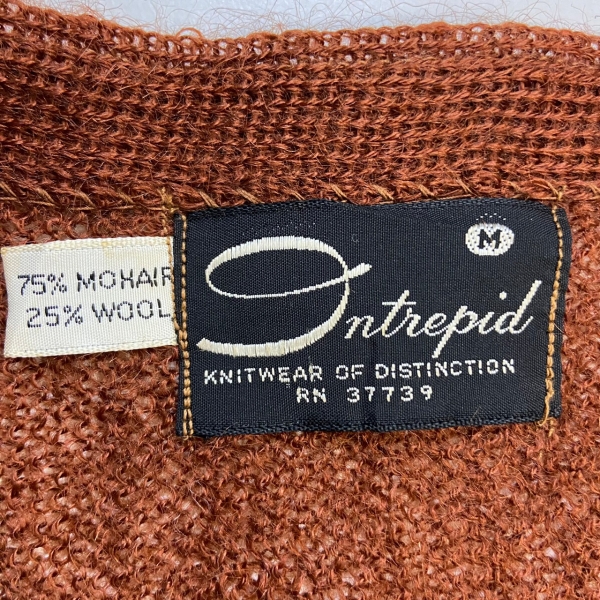 75% MOHAIR
25% WOOL
M
Intrepid
KNITWEAR OF DISTINCTION
RN 37739